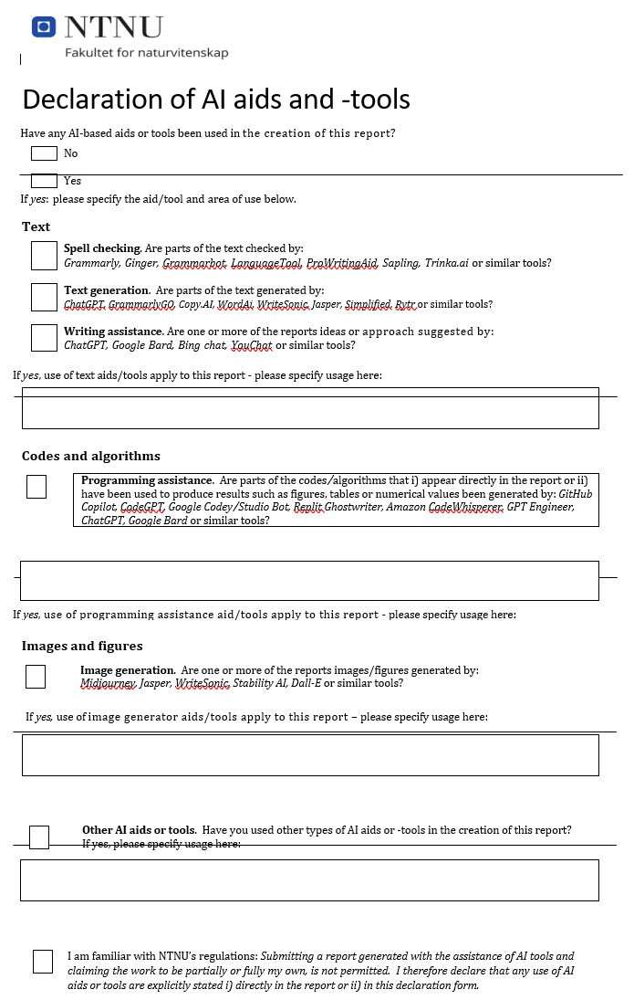 NTNU
Fakultet for naturvitenskap
Declaration of AI aids and -tools
Have any AI-based aids or tools been used in the creation of this report?
No
Yes
If yes: please specify the aid/tool and area of use below.
Text
Spell checking. Are parts of the text checked by:
Grammarly, Ginger, Grammarbot, LanguageTool, ProWritingAid, Sapling, Trinka.ai or similar tools?
Text generation. Are parts of the text generated by:
ChatGPT, GrammarlyGO, Copy.AI, WordAi, WriteSonic, Jasper, Simplified, Rytr or similar tools?
Writing assistance. Are one or more of the reports ideas or approach suggested by:
ChatGPT, Google Bard, Bing chat, YouChat or similar tools?
If yes, use of text aids/tools apply to this report - please specify usage here:
Codes and algorithms
Programming assistance. Are parts of the codes/algorithms that i) appear directly in the report or ii)
have been used to produce results such as figures, tables or numerical values been generated by: GitHub
Copilot, CodeGPT, Google Codey/Studio Bot, Replit Ghostwriter, Amazon CodeWhisperer, GPT Engineer,
ChatGPT, Google Bard or similar tools?
If yes, use of programming assistance aid/tools apply to this report - please specify usage here:
Images and figures
Image generation. Are one or more of the reports images/figures generated by:
Midjourney, Jasper, WriteSonic, Stability AI, Dall-E or similar tools?
If yes, use of image generator aids/tools apply to this report – please specify usage here:
Other AI aids or tools. Have you used other types of AI aids or -tools in the creation of this report?
If yes, please specify usage here:
I am familiar with NTNU's regulations: Submitting a report generated with the assistance of AI tools and
claiming the work to be partially or fully my own, is not permitted. I therefore declare that any use of AI
aids or tools are explicitly stated i) directly in the report or ii) in this declaration form.